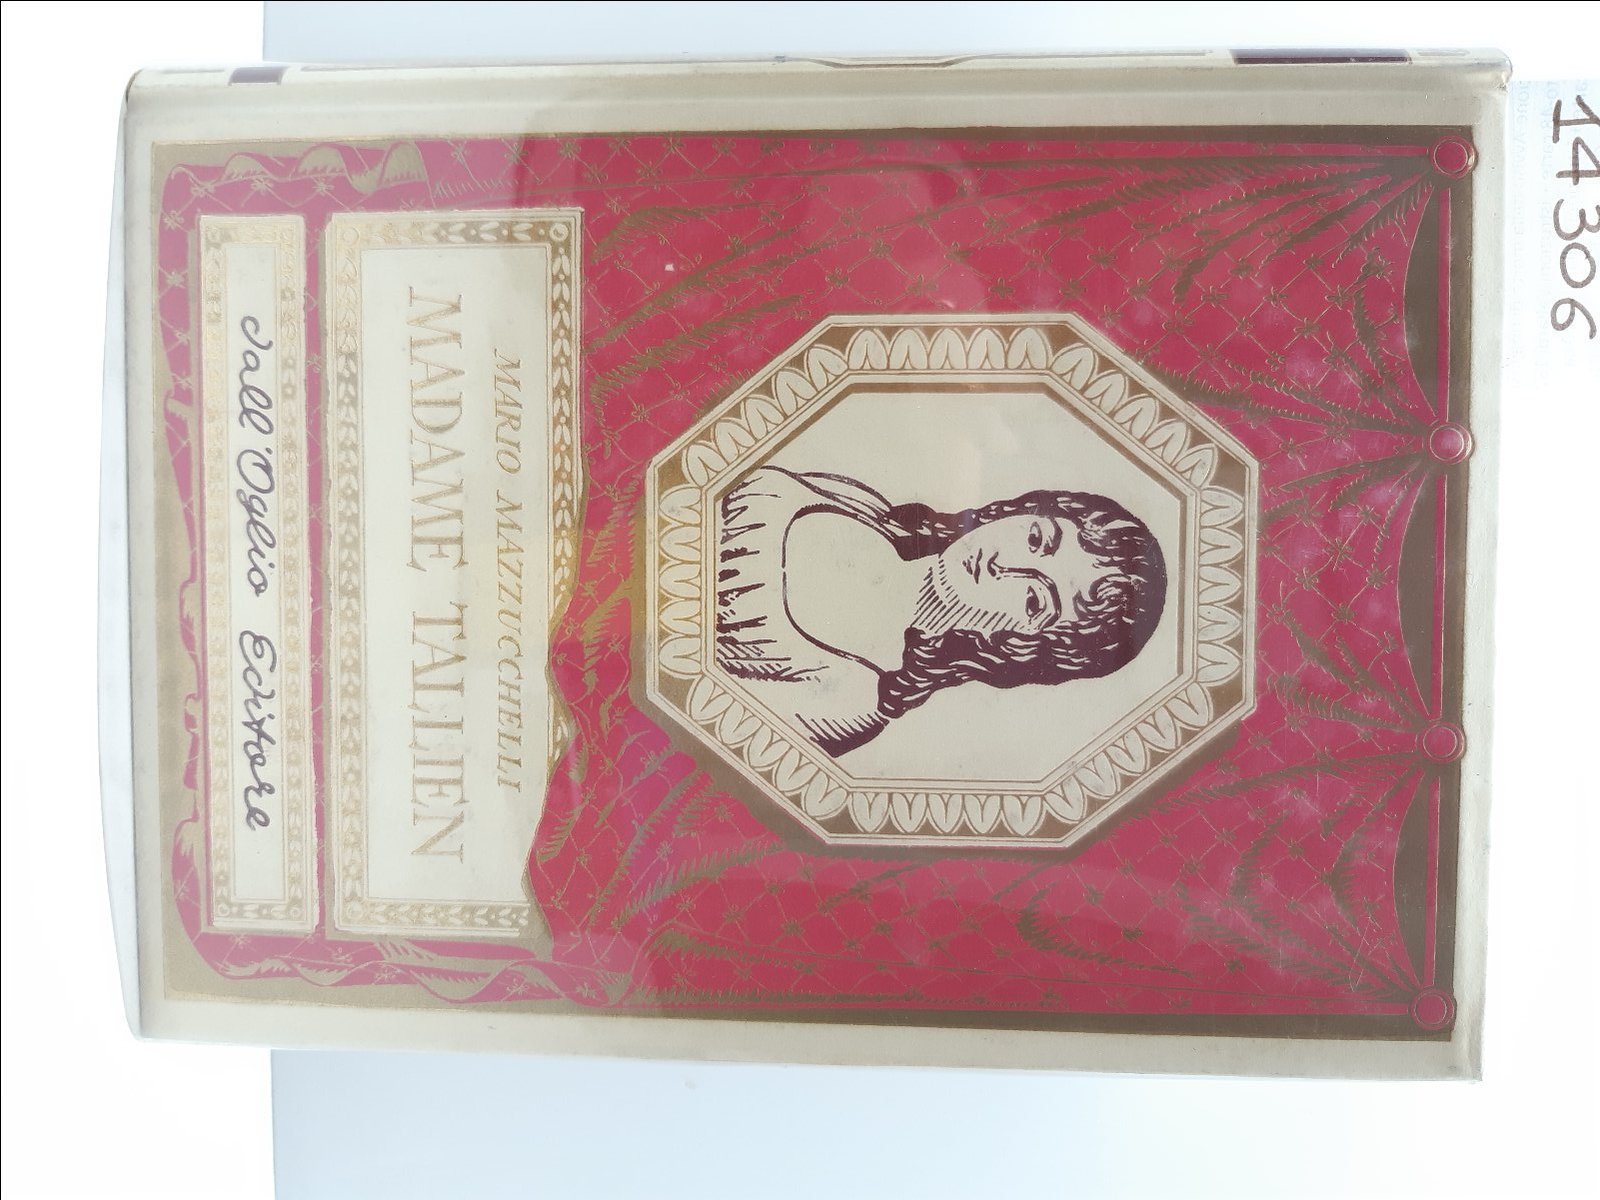 14306
MARIO MAZZUCCHELLI
MADAME TALLIEN
dall'Oglio Editore